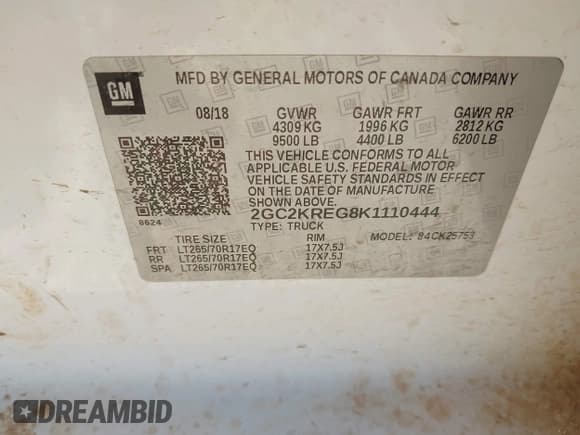 GM
MFD BY GENERAL MOTORS OF CANADA COMPANY
08/18 GVWR GAWR FRT GAWR RR
4309 KG 1996 KG 2812 KG
9500 LB 4400 LB 6200 LB
THIS VEHICLE CONFORMS TO ALL
APPLICABLE U.S. FEDERAL MOTOR
VEHICLE SAFETY STANDARDS IN EFFECT
ON THE DATE OF MANUFACTURE
SHOWN ABOVE.
8624 2GC2KREG8K1110444
TYPE: TRUCK
TIRE SIZE RIM MODEL: 84CK25753
FRT LT265/70R17EQ 17X7.5J
RR LT265/70R17EQ 17X7.5J
SPA LT265/70R17EQ 17X7.5J
DREAMBID